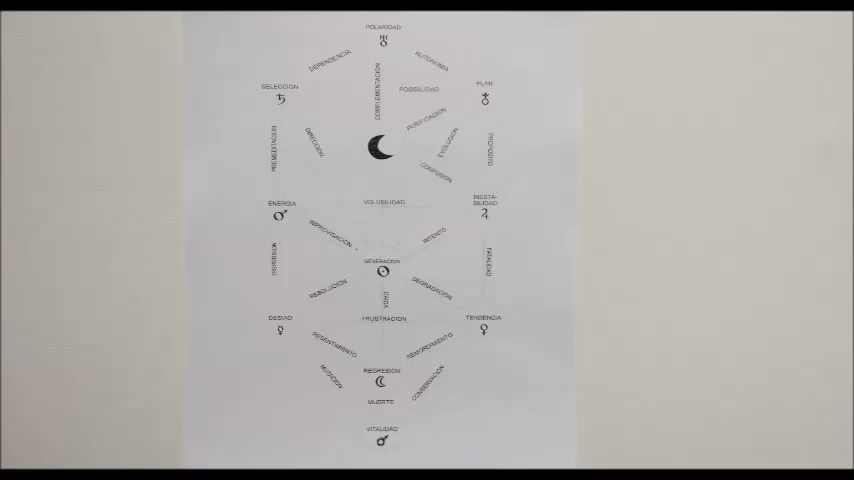 POLARIDAD
DEPENDENCIA
AUTONOMIA
COMPLEMENTACION
SELECCION
POSIBILIDAD
PLAN
PURIFICACION
PREMEDITACION
DIRECCION
EVOLUCION
PROPOSITO
CONFUSION
ENERGIA
VOLUBILIDAD
INESTA-
BILIDAD
IMPROVISACION
INTENTO
DISPERSION
GENERACION
FATALIDAD
RESOLUCION
CAIDA
DEGRADACION
DESVIO
FRUSTRACION
TENDENCIA
RESENTIMIENTO
REMORDIMIENTO
MUTACION
REGRESION
CONSERVACION
MUERTE
VITALIDAD